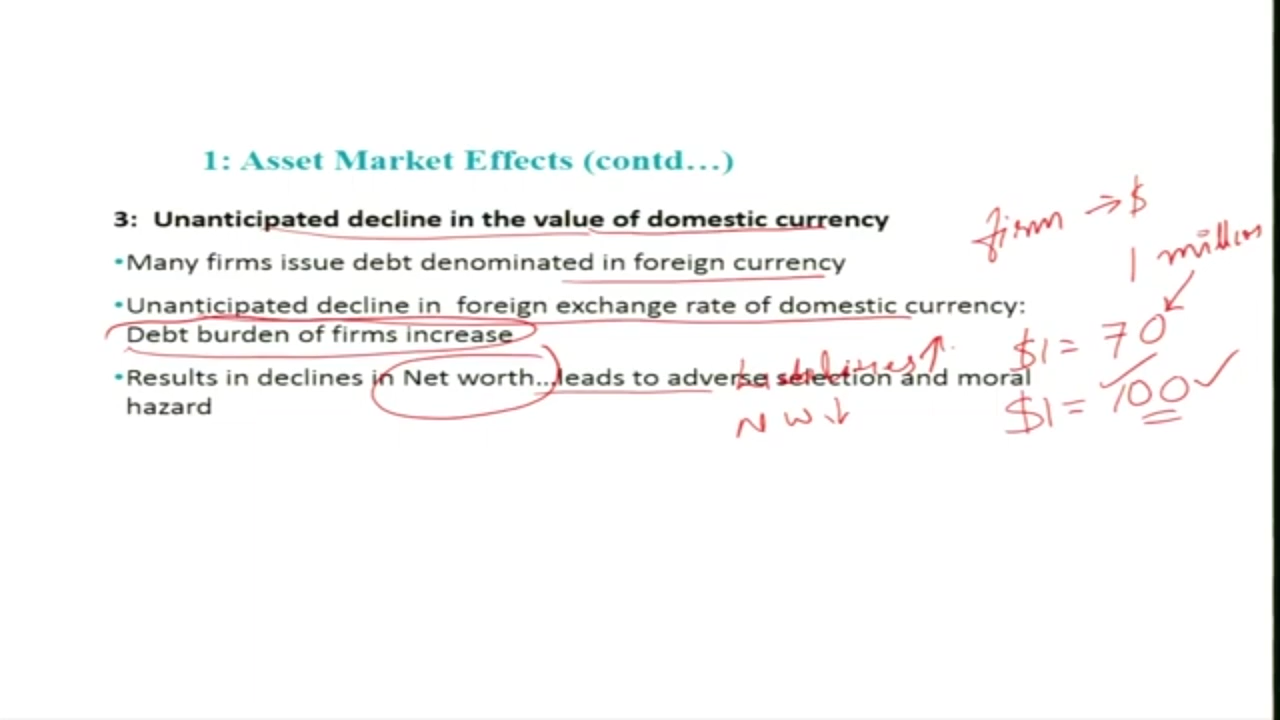 1: Asset Market Effects (contd...)
3: Unanticipated decline in the value of domestic currency
•Many firms issue debt denominated in foreign currency
•Unanticipated decline in foreign exchange rate of domestic currency:
Debt burden of firms increase
•Results in declines in Net worth...leads to adverse selection and moral
hazard
firm → $
1 million
$1 = 70
$1 = 100 ✓
Liabilities ↑
N W ↓